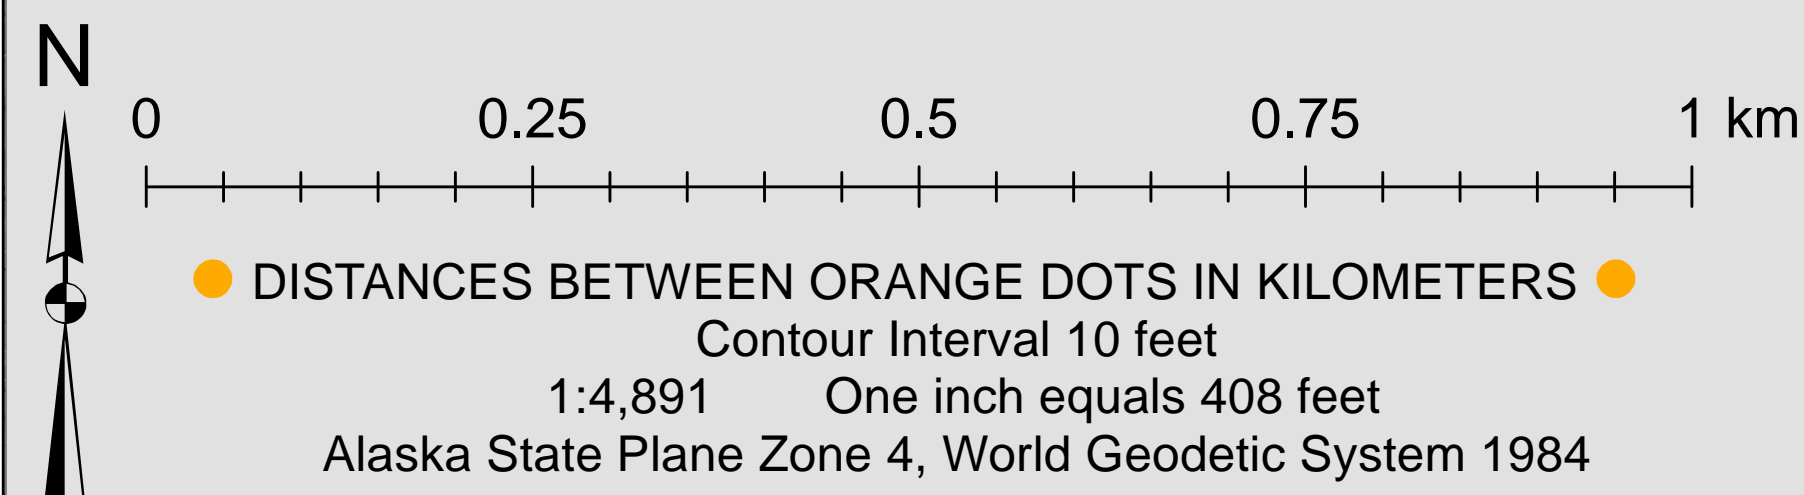 N
0 0.25 0.5 0.75 1 km
DISTANCES BETWEEN ORANGE DOTS IN KILOMETERS
Contour Interval 10 feet
1:4,891 One inch equals 408 feet
Alaska State Plane Zone 4, World Geodetic System 1984